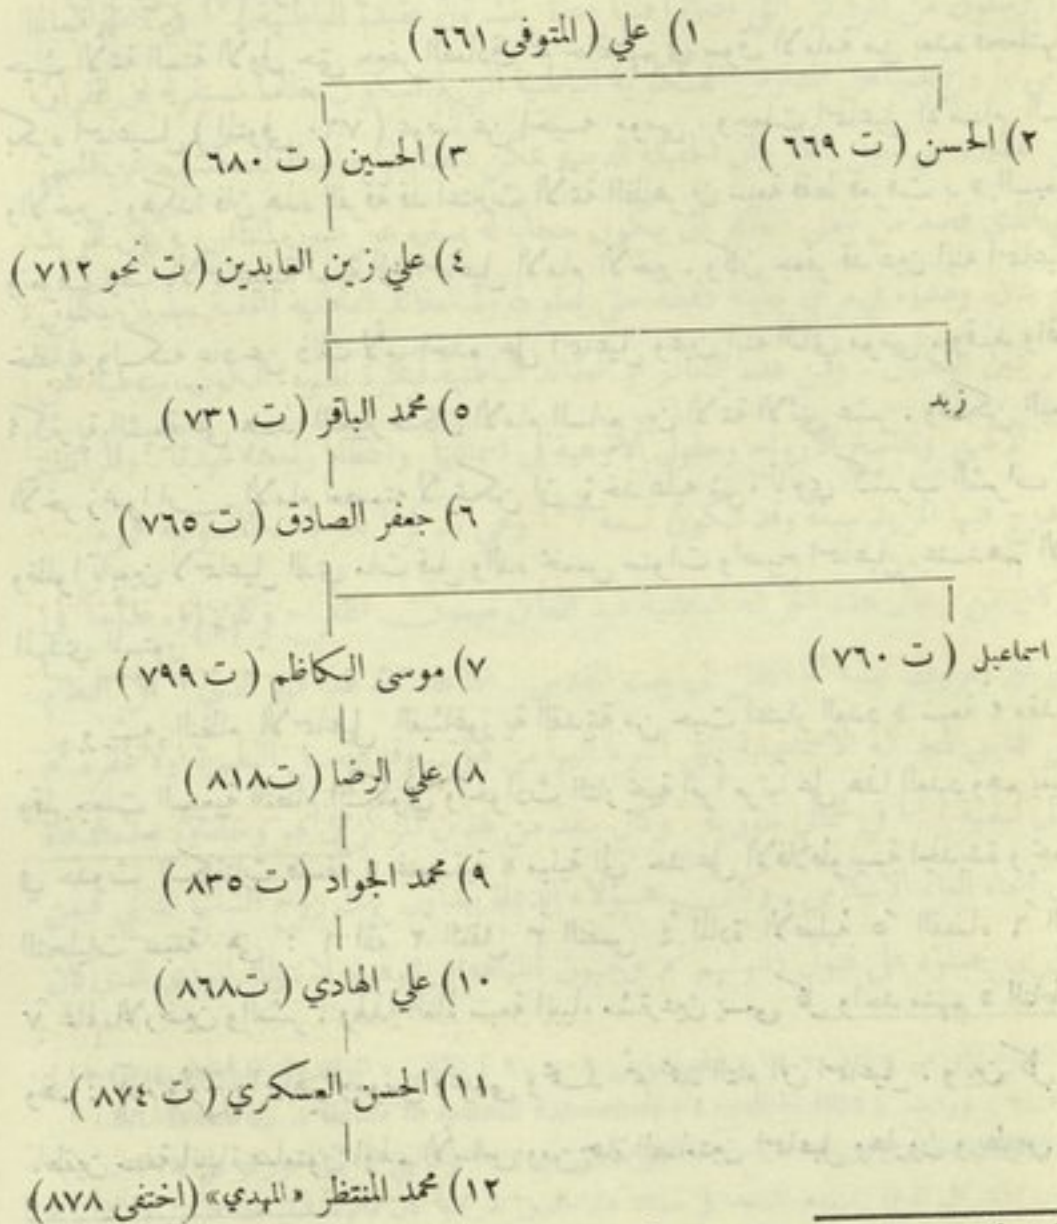 ١) علي ( المتوفى ٦٦١ )
٢) الحسن ( ت ٦٦٩ )
٣) الحسين ( ت ٦٨٠ )
٤) علي زين العابدين ( ت نحو ٧١٢ )
زيد
٥) محمد الباقر ( ت ٧٣١ )
٦) جعفر الصادق ( ت ٧٦٥ )
اسماعيل ( ت ٧٦٠ )
٧) موسى الكاظم ( ت ٧٩٩ )
٨) علي الرضا ( ت ٨١٨ )
٩) محمد الجواد ( ت ٨٣٥ )
١٠) علي الهادي ( ت ٨٦٨ )
١١) الحسن العسكري ( ت ٨٧٤ )
١٢) محمد المنتظر «المهدي» (اختفى ٨٧٨)